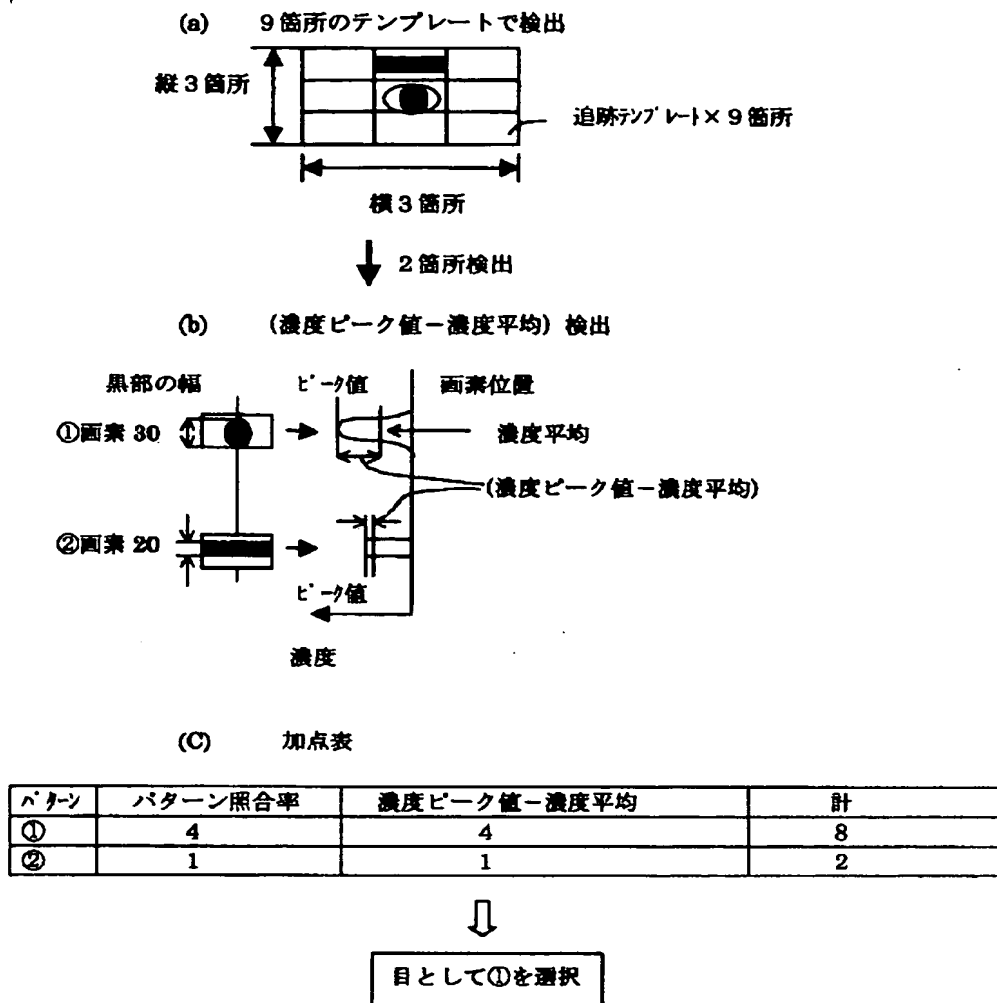 (a) 9箇所のテンプレートで検出
縦3箇所
追跡ﾃﾝﾌﾟﾚｰﾄ×9箇所
横3箇所
2箇所検出
(b) (濃度ピーク値−濃度平均) 検出
黒部の幅 ﾋﾟｰｸ値 画素位置
①画素 30 濃度平均
(濃度ピーク値−濃度平均)
②画素 20
ﾋﾟｰｸ値
濃度
(C) 加点表
ﾊﾟﾀｰﾝ パターン照合率 濃度ピーク値−濃度平均 計
① 4 4 8
② 1 1 2
目として①を選択